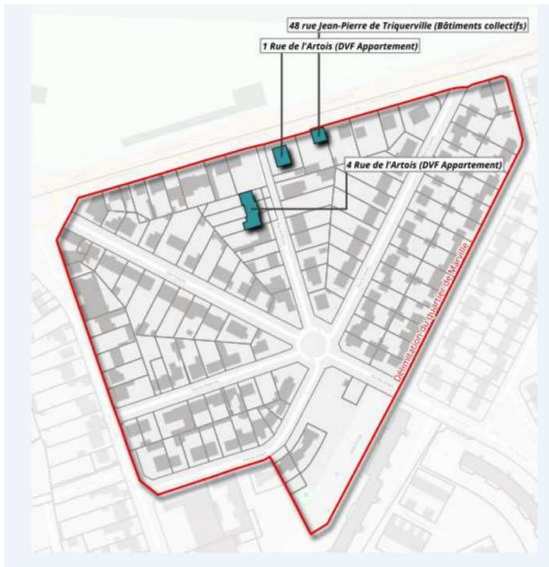 48 rue Jean-Pierre de Triquerville (Bâtiments collectifs)
1 Rue de l'Artois (DVF Appartement)
4 Rue de l'Artois (DVF Appartement)
Délimitation du quartier de Marville